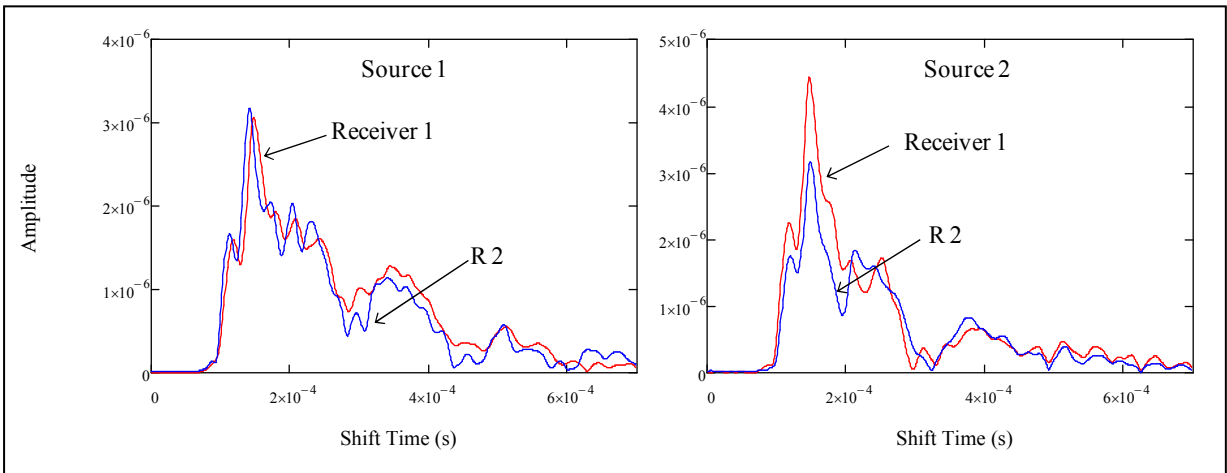 Amplitude
4×10⁻⁶
3×10⁻⁶
2×10⁻⁶
1×10⁻⁶
0
Source 1
Receiver 1
R 2
0
2×10⁻⁴
4×10⁻⁴
6×10⁻⁴
Shift Time (s)
5×10⁻⁶
4×10⁻⁶
3×10⁻⁶
2×10⁻⁶
1×10⁻⁶
0
Source 2
Receiver 1
R 2
0
2×10⁻⁴
4×10⁻⁴
6×10⁻⁴
Shift Time (s)